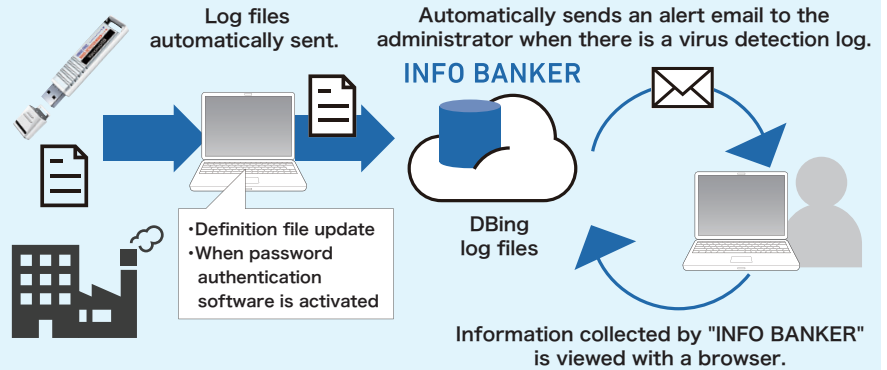 Log files
automatically sent.
Automatically sends an alert email to the
administrator when there is a virus detection log.
INFO BANKER
・Definition file update
・When password
authentication
software is activated
DBing
log files
Information collected by "INFO BANKER"
is viewed with a browser.